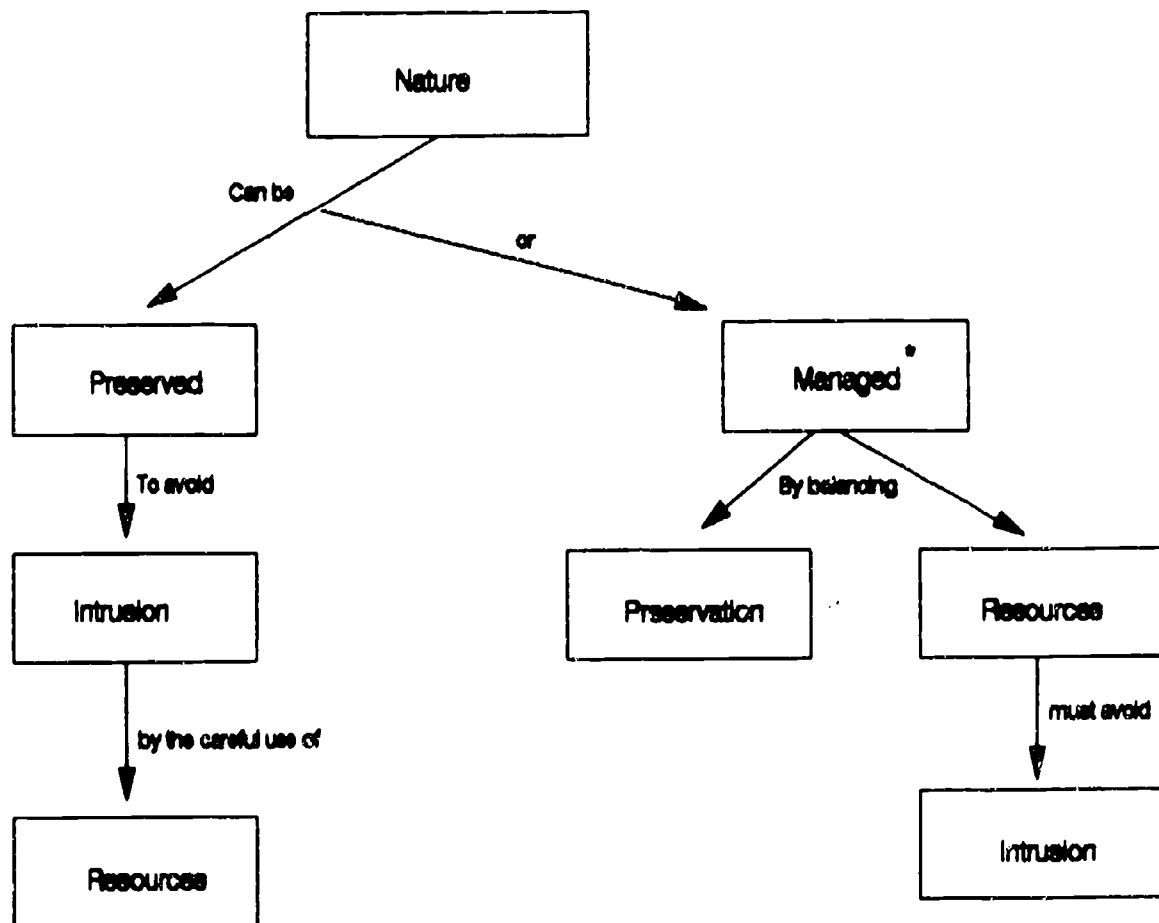 Nature
Can be
or
Preserved
Managed *
To avoid
By balancing
Intrusion
Preservation
Resources
by the careful use of
must avoid
Resources
Intrusion